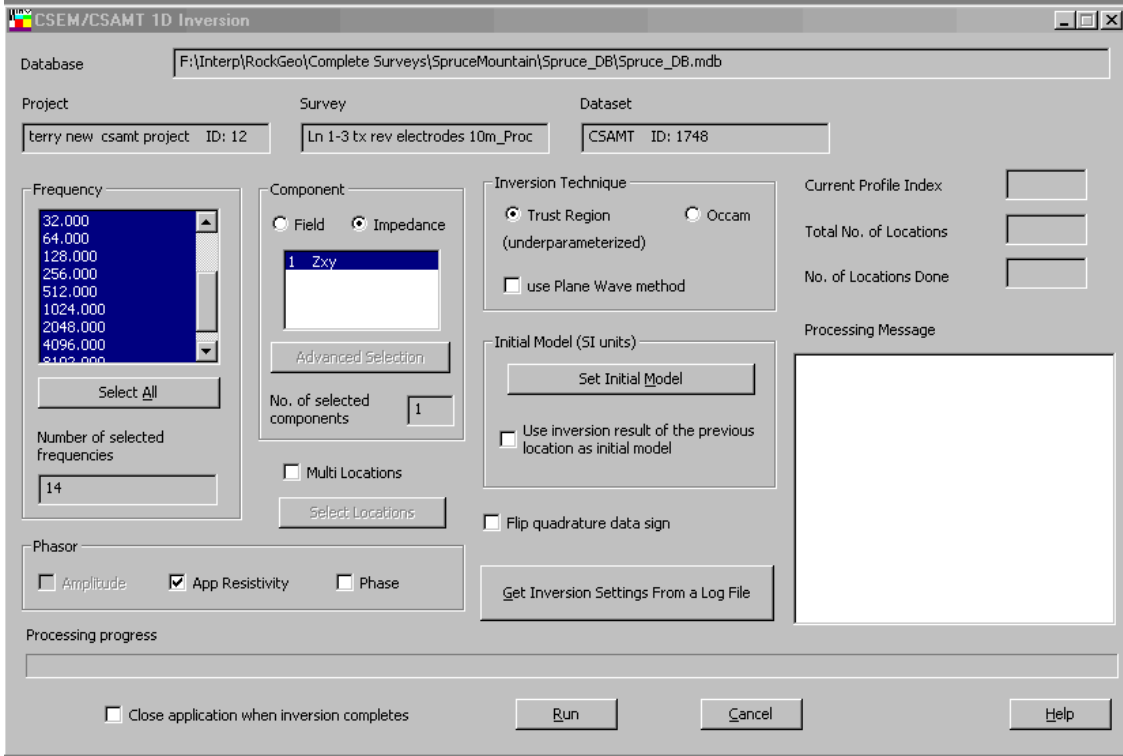 CSEM/CSAMT 1D Inversion
Database
F:\Interp\RockGeo\Complete Surveys\SpruceMountain\Spruce_DB\Spruce_DB.mdb
Project
Survey
Dataset
terry new csamt project ID: 12
Ln 1-3 tx rev electrodes 10m_Proc
CSAMT ID: 1748
Frequency
32.000
64.000
128.000
256.000
512.000
1024.000
2048.000
4096.000
8192.000
Select All
Number of selected
frequencies
14
Component
Field
Impedance
1 Zxy
Advanced Selection
No. of selected
components
1
Multi Locations
Select Locations
Inversion Technique
Trust Region
Occam
(underparameterized)
use Plane Wave method
Initial Model (SI units)
Set Initial Model
Use inversion result of the previous
location as initial model
Flip quadrature data sign
Get Inversion Settings From a Log File
Current Profile Index
Total No. of Locations
No. of Locations Done
Processing Message
Phasor
Amplitude
App Resistivity
Phase
Processing progress
Close application when inversion completes
Run
Cancel
Help